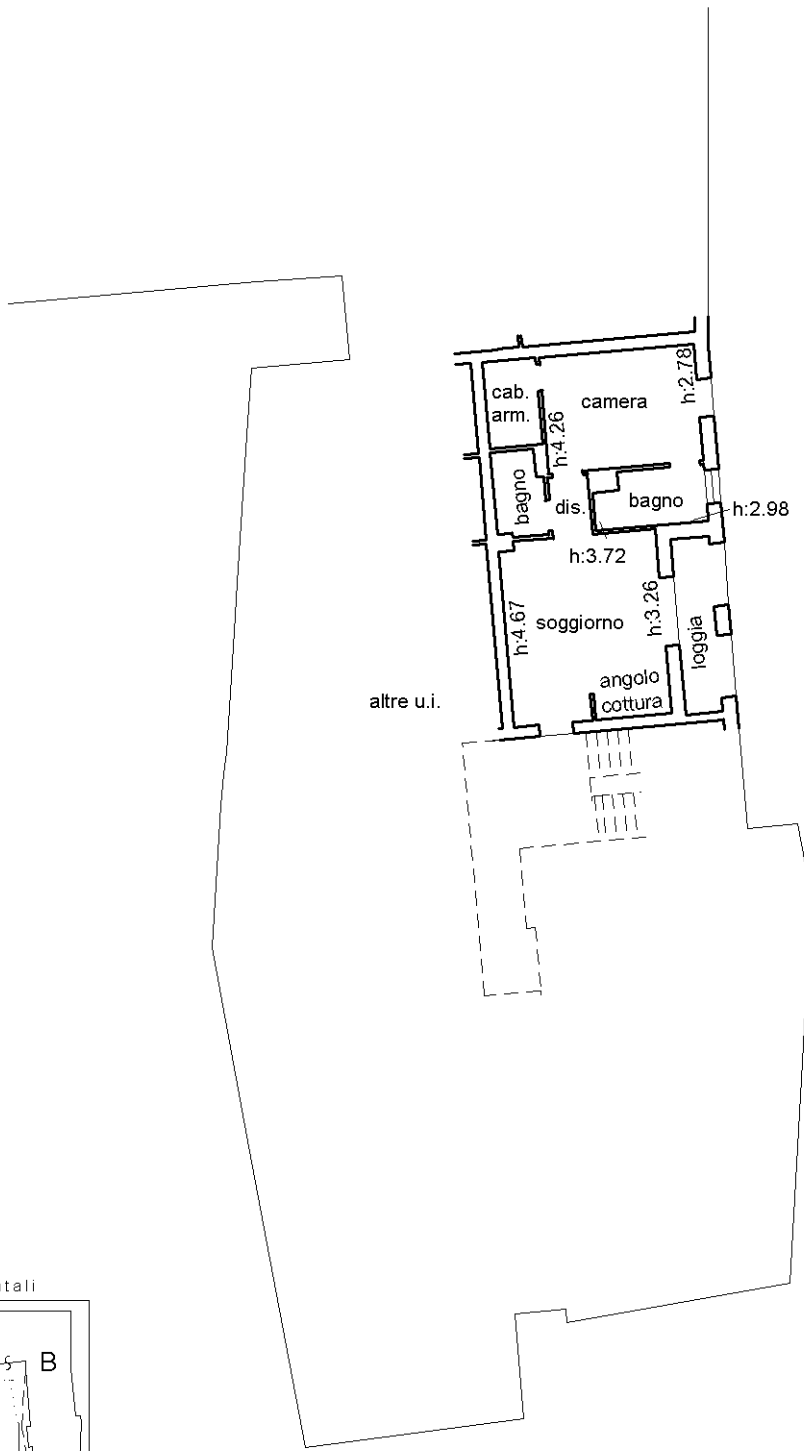 cab.
arm.
camera
h:2.78
h:4.26
bagno
dis.
bagno
h:2.98
h:3.72
h:4.67
soggiorno
h:3.26
loggia
angolo
cottura
altre u.i.
B